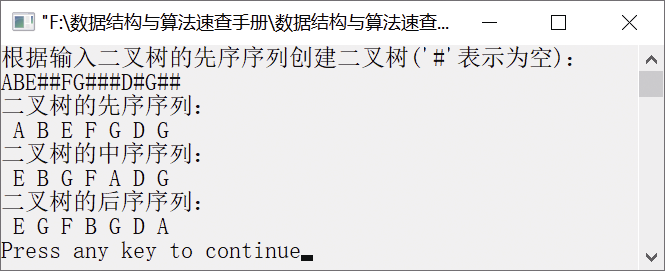 "F:\数据结构与算法速查手册\数据结构与算法速查...
根据输入二叉树的先序序列创建二叉树('#'表示为空):
ABE##FG###D#G##
二叉树的先序序列:
A B E F G D G
二叉树的中序序列:
E B G F A D G
二叉树的后序序列:
E G F B G D A
Press any key to continue